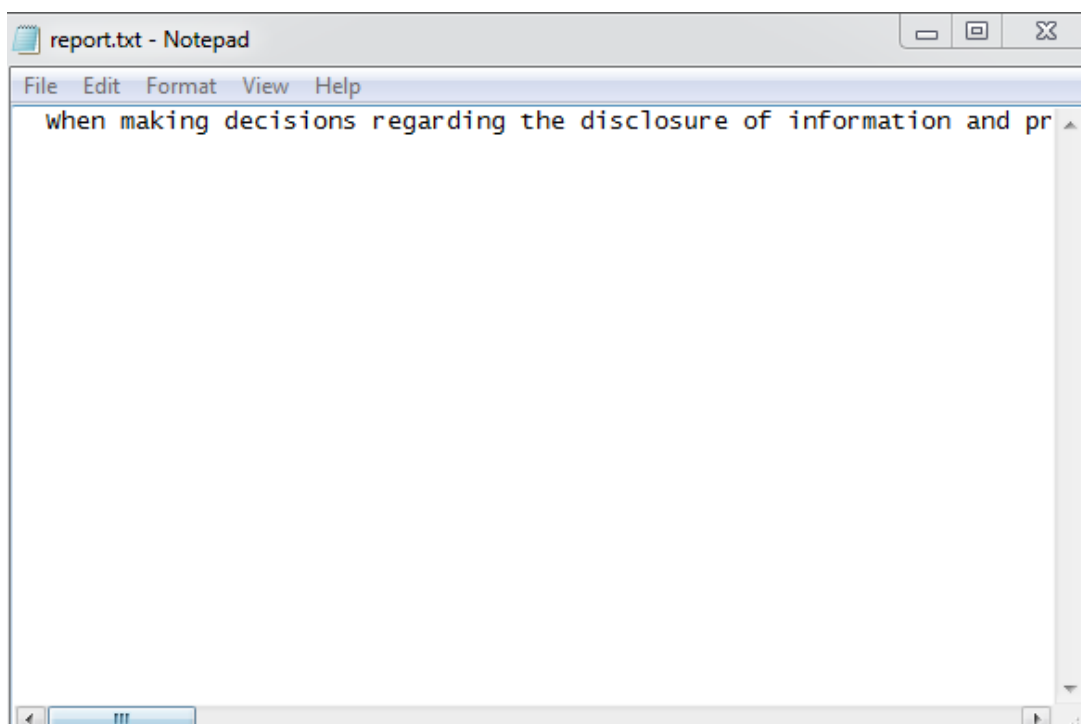 report.txt - Notepad
File Edit Format View Help
When making decisions regarding the disclosure of information and pr